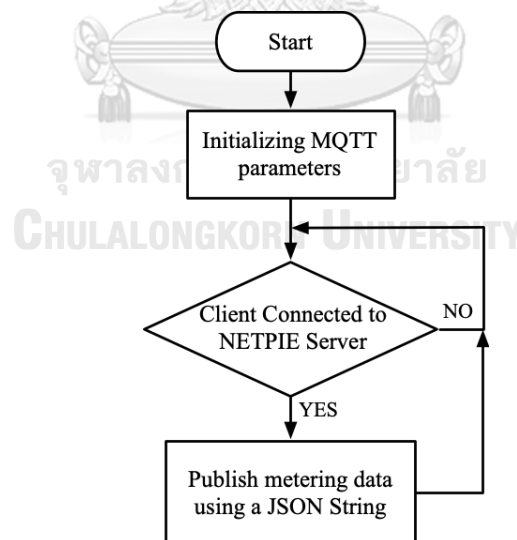 Start
Initializing MQTT
parameters
จุฬาลงก
ยาลัย
CHULALONGKOR
UNIVERSITY
Client Connected to
NETPIE Server
NO
YES
Publish metering data
using a JSON String